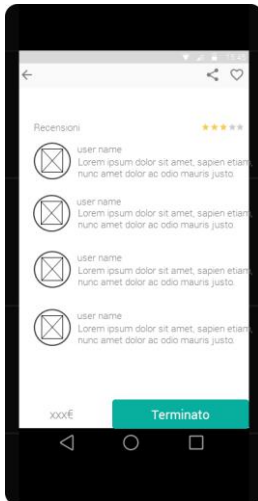 18:45
Recensioni
user name
Lorem ipsum dolor sit amet, sapien etiam
nunc amet dolor ac odio mauris justo.
user name
Lorem ipsum dolor sit amet, sapien etiam
nunc amet dolor ac odio mauris justo.
user name
Lorem ipsum dolor sit amet, sapien etiam
nunc amet dolor ac odio mauris justo.
user name
Lorem ipsum dolor sit amet, sapien etiam
nunc amet dolor ac odio mauris justo.
xxx€ Terminato